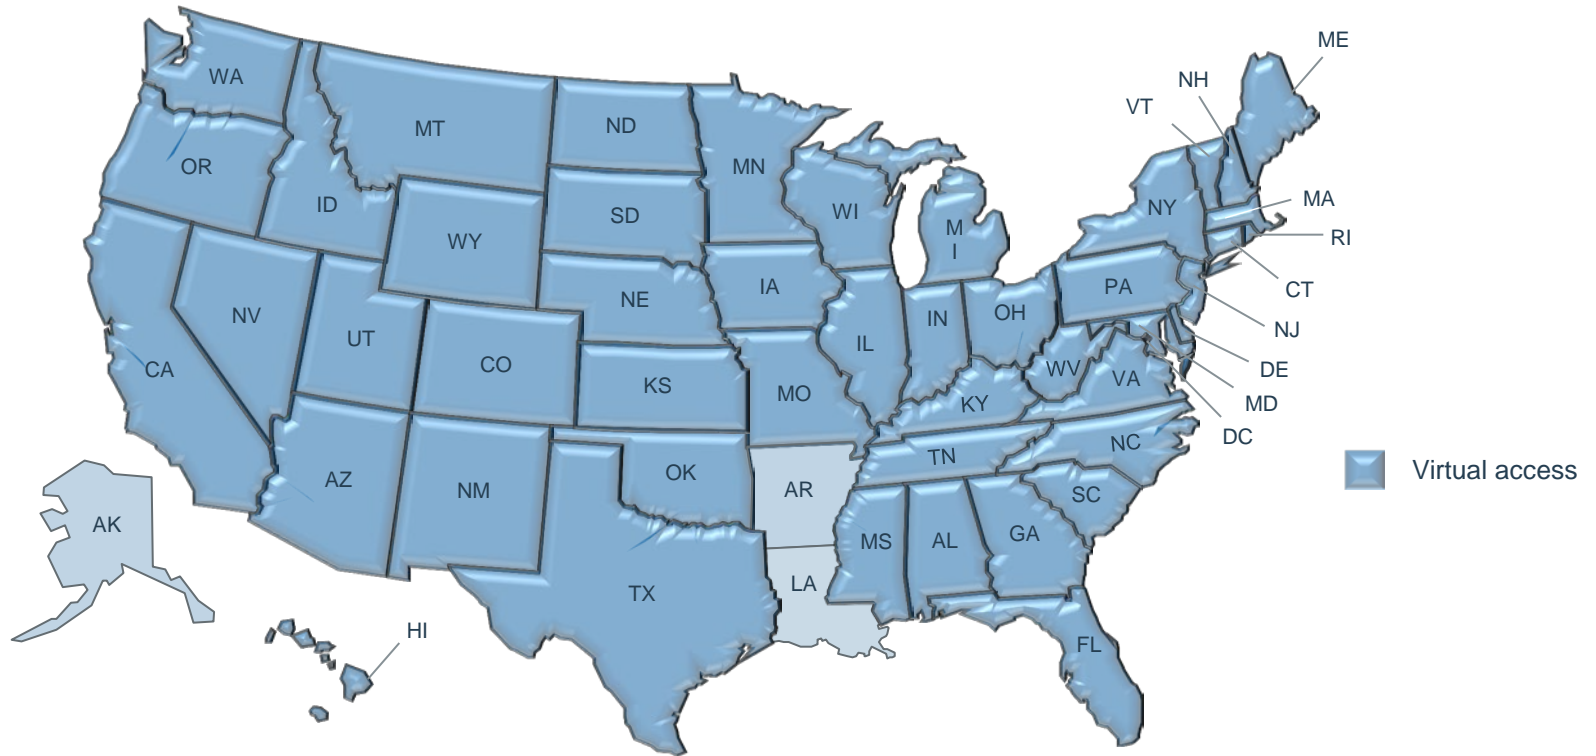 ME
NH
VT
WA
MT
ND
MN
OR
ID
SD
WI
NY
MA
M
I
RI
WY
IA
PA
CT
NE
NV
IN
OH
NJ
UT
IL
CO
CA
WV
DE
KS
VA
MO
KY
MD
DC
NC
TN
OK
Virtual access
AZ
NM
AR
SC
AK
MS
AL
GA
LA
TX
HI
FL